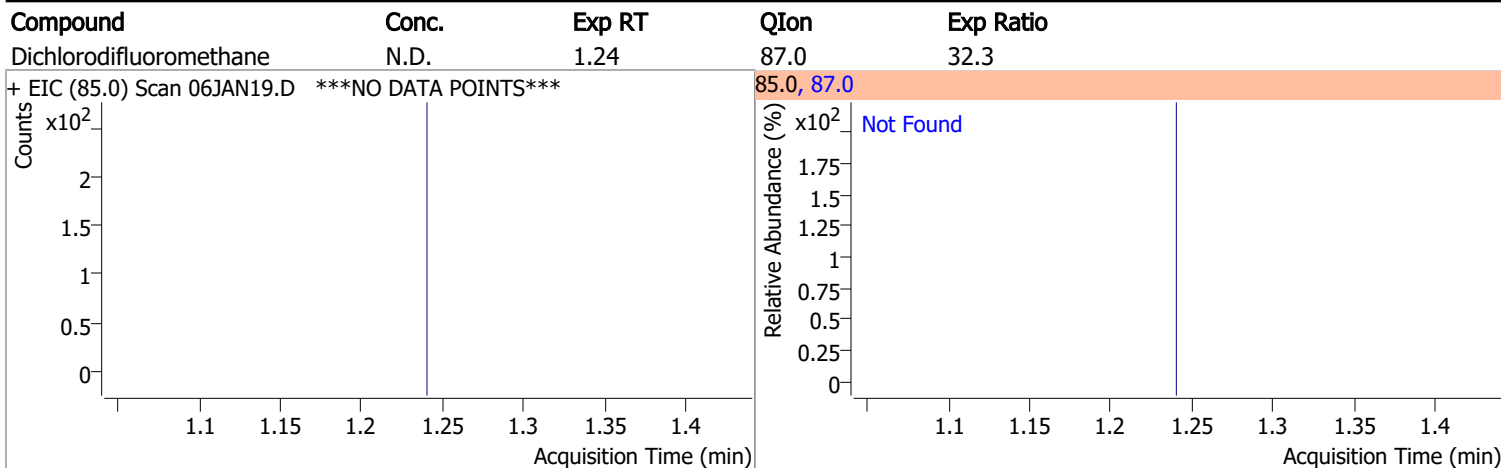 Compound Conc. Exp RT QIon Exp Ratio
Dichlorodifluoromethane N.D. 1.24 87.0 32.3
+ EIC (85.0) Scan 06JAN19.D ***NO DATA POINTS***
Counts
x10²
2
1.5
1
0.5
0
1.1 1.15 1.2 1.25 1.3 1.35 1.4
Acquisition Time (min)
85.0, 87.0
Relative Abundance (%)
x10²
Not Found
1.75
1.5
1.25
1
0.75
0.5
0.25
0
1.1 1.15 1.2 1.25 1.3 1.35 1.4
Acquisition Time (min)